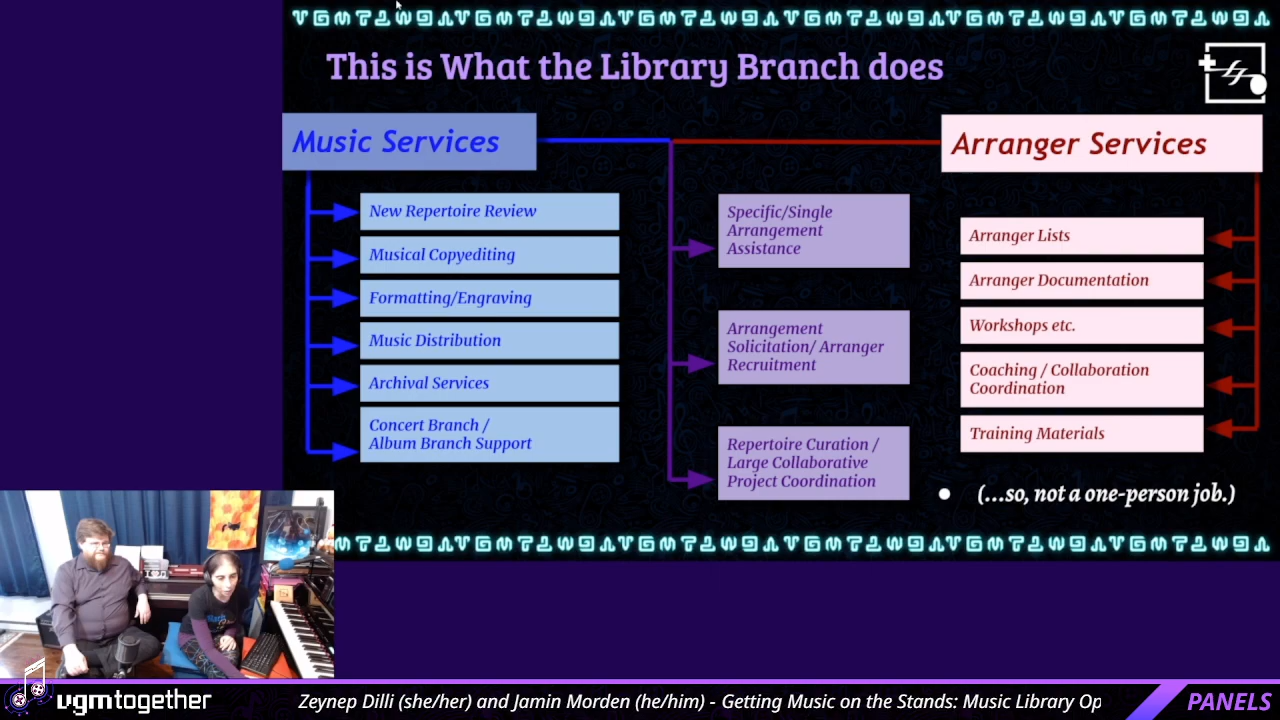 This is What the Library Branch does
Music Services
Arranger Services
New Repertoire Review
Musical Copyediting
Formatting/Engraving
Music Distribution
Archival Services
Concert Branch /
Album Branch Support
Specific/Single
Arrangement
Assistance
Arrangement
Solicitation/ Arranger
Recruitment
Repertoire Curation /
Large Collaborative
Project Coordination
Arranger Lists
Arranger Documentation
Workshops etc.
Coaching / Collaboration
Coordination
Training Materials
(...so, not a one-person job.)
vgmtogether
Zeynep Dilli (she/her) and Jamin Morden (he/him) - Getting Music on the Stands: Music Library Op
PANELS